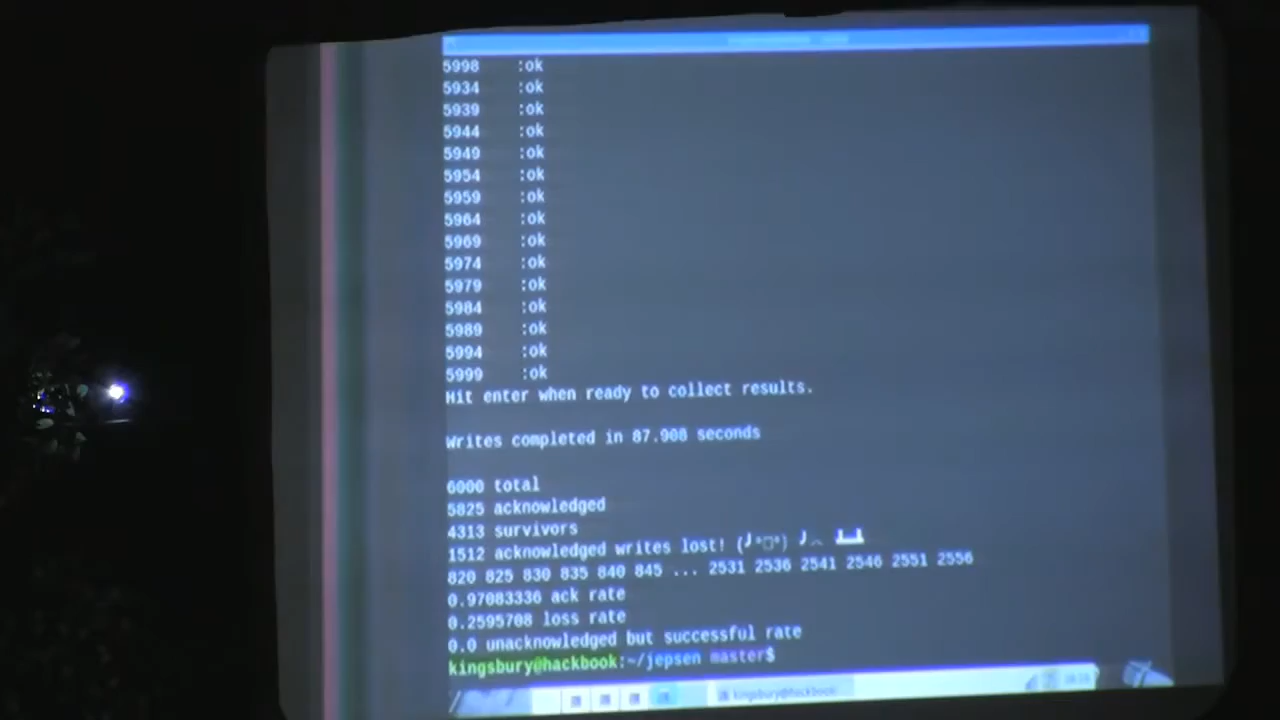 5998 :ok
5934 :ok
5939 :ok
5944 :ok
5949 :ok
5954 :ok
5959 :ok
5964 :ok
5969 :ok
5974 :ok
5979 :ok
5984 :ok
5989 :ok
5994 :ok
5999 :ok
Hit enter when ready to collect results.
Writes completed in 87.908 seconds
6000 total
5825 acknowledged
4313 survivors
1512 acknowledged writes lost! (╯°□°）╯︵ ┻━┻
820 825 830 835 840 845 ... 2531 2536 2541 2546 2551 2556
0.97083336 ack rate
0.2595708 loss rate
0.0 unacknowledged but successful rate
kingsbury@hackbook:~/jepsen master$
kingsbury@hackbook: